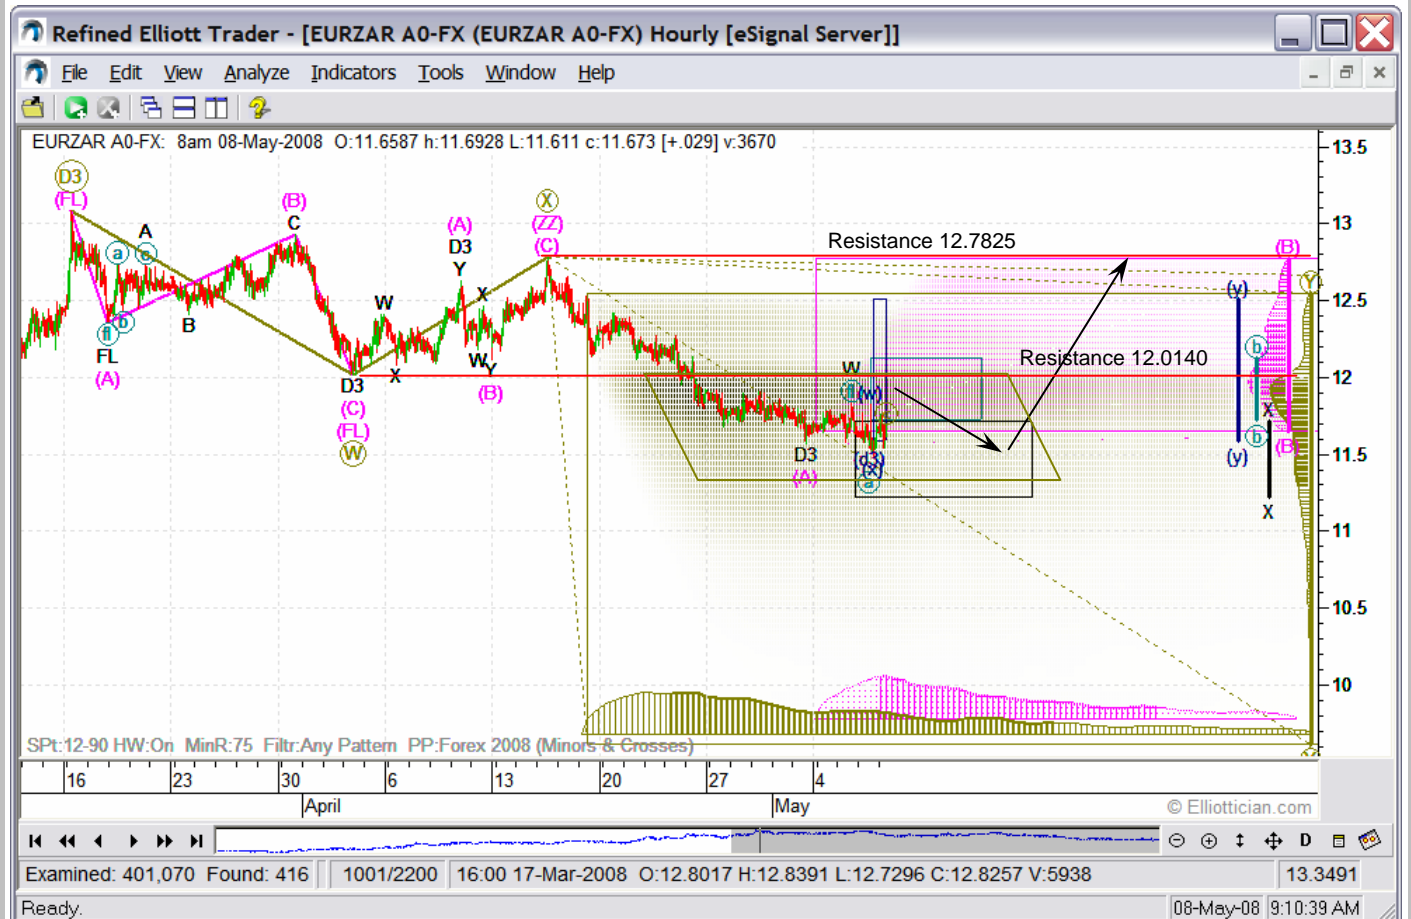 Refined Elliott Trader - [EURZAR A0-FX (EURZAR A0-FX) Hourly [eSignal Server]]
File Edit View Analyze Indicators Tools Window Help
EURZAR A0-FX: 8am 08-May-2008 O:11.6587 h:11.6928 L:11.611 c:11.673 [+.029] v:3670
13.5
D3
(FL)
(B)
C
X
(ZZ)
(C)
(A)
D3
Y
13
A
a
c
Resistance 12.7825
(B)
Y
(y)
12.5
W
X
fl
b
B
FL
(A)
W
Y
X
(B)
b
Resistance 12.0140
12
D3
(C)
(FL)
W
W
fl
(w)
X
b
(B)
11.5
D3
(A)
(d3)
(x)
a
(y)
X
11
10.5
10
SPt:12-90 HW:On MinR:75 Filtr:Any Pattern PP:Forex 2008 (Minors & Crosses)
16 23 30 6 13 20 27 4
April May
© Elliottician.com
D
Examined: 401,070 Found: 416 1001/2200 16:00 17-Mar-2008 O:12.8017 H:12.8391 L:12.7296 C:12.8257 V:5938 13.3491
Ready. 08-May-08 9:10:39 AM